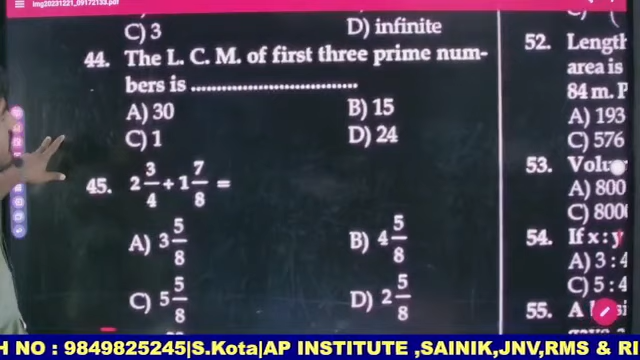 img20231221_09172133.pdf
C) 3
D) infinite
44. The L. C. M. of first three prime num-
bers is ................................
A) 30
B) 15
C) 1
D) 24
45. 2 3/4 + 1 7/8 =
A) 3 5/8
B) 4 5/8
C) 5 5/8
D) 2 5/8
52. Length
area is
84 m. P
A) 193
C) 576
53. Volu
A) 800
C) 8000
54. If x : y
A) 3 : 4
C) 5 : 4
55. A
H NO : 9849825245|S.Kota|AP INSTITUTE ,SAINIK,JNV,RMS & RI